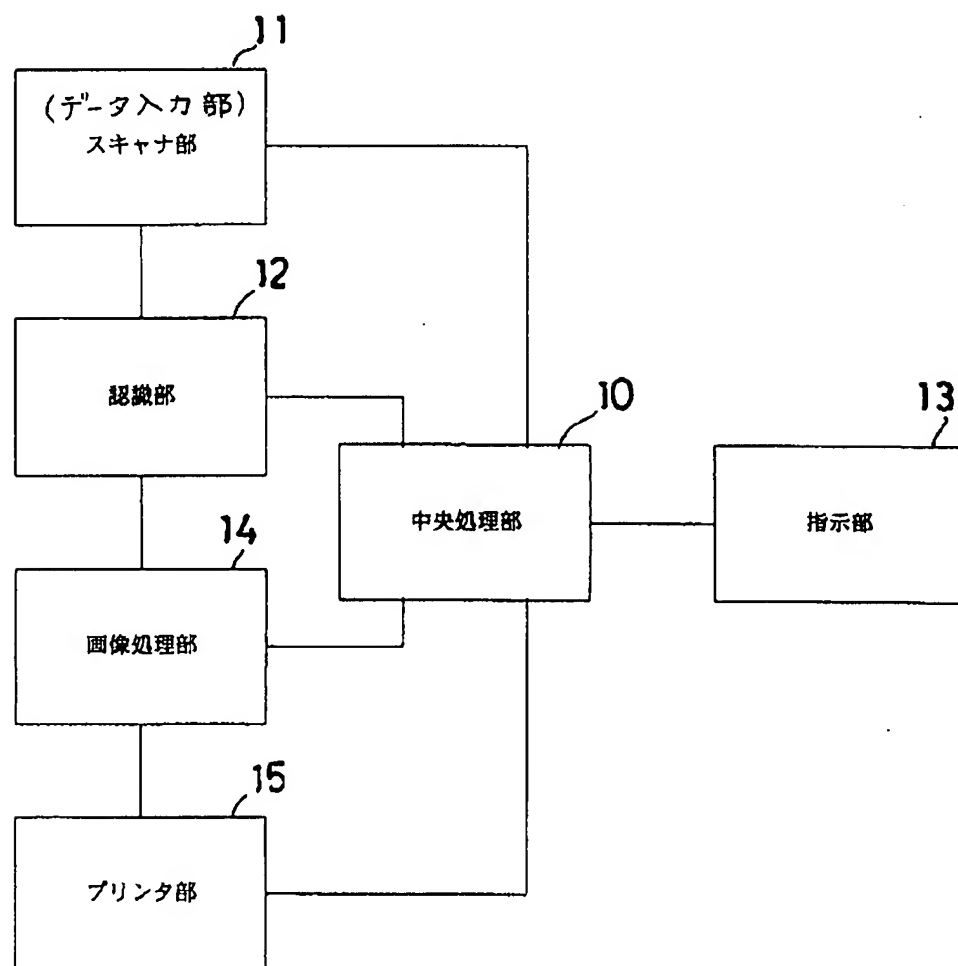 11
(データ入力部)
スキャナ部
12
認識部
10
中央処理部
13
指示部
14
画像処理部
15
プリンタ部